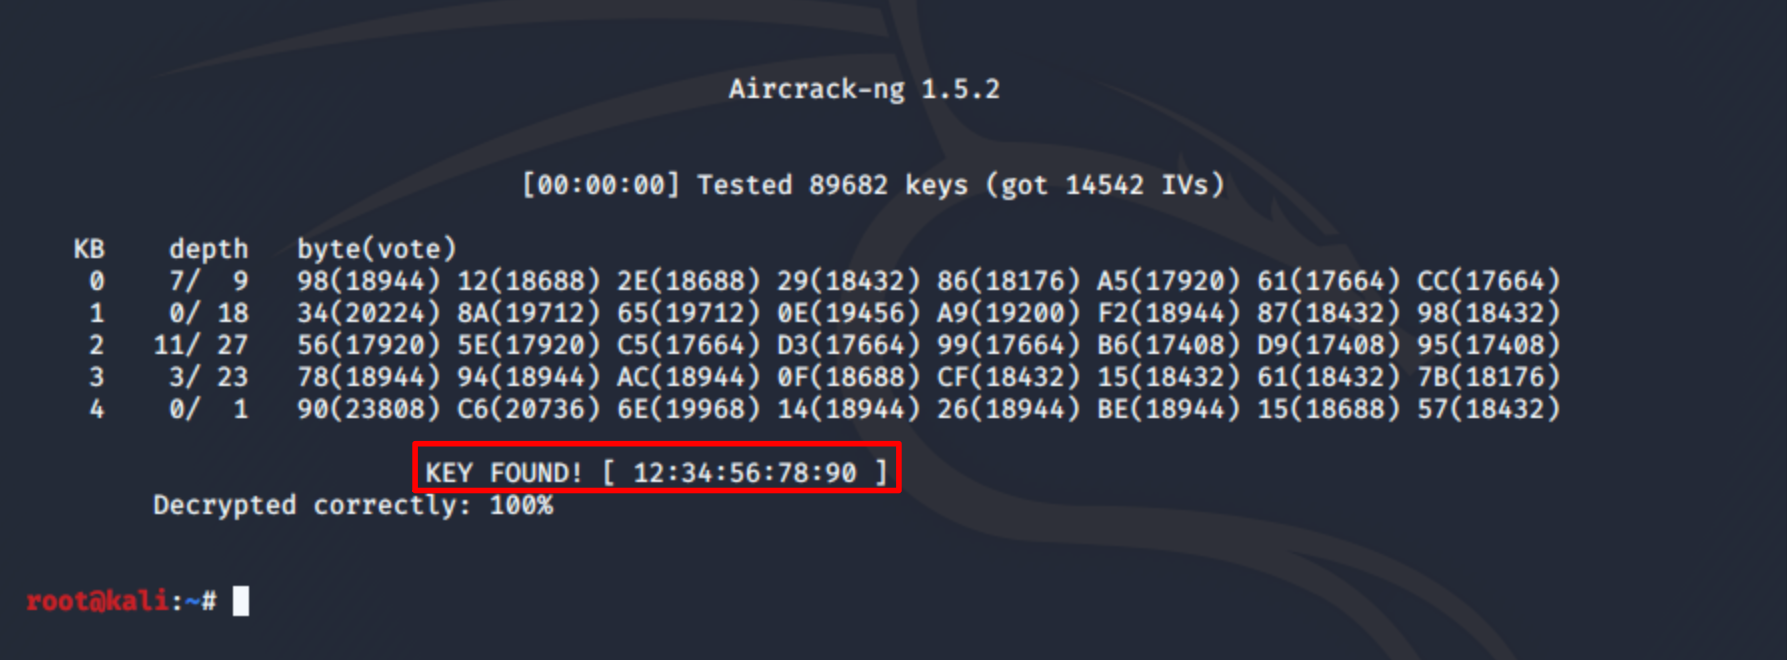 Aircrack-ng 1.5.2
[00:00:00] Tested 89682 keys (got 14542 IVs)
KB depth byte(vote)
0 7/ 9 98(18944) 12(18688) 2E(18688) 29(18432) 86(18176) A5(17920) 61(17664) CC(17664)
1 0/ 18 34(20224) 8A(19712) 65(19712) 0E(19456) A9(19200) F2(18944) 87(18432) 98(18432)
2 11/ 27 56(17920) 5E(17920) C5(17664) D3(17664) 99(17664) B6(17408) D9(17408) 95(17408)
3 3/ 23 78(18944) 94(18944) AC(18944) 0F(18688) CF(18432) 15(18432) 61(18432) 7B(18176)
4 0/ 1 90(23808) C6(20736) 6E(19968) 14(18944) 26(18944) BE(18944) 15(18688) 57(18432)
KEY FOUND! [ 12:34:56:78:90 ]
Decrypted correctly: 100%
root@kali:~#